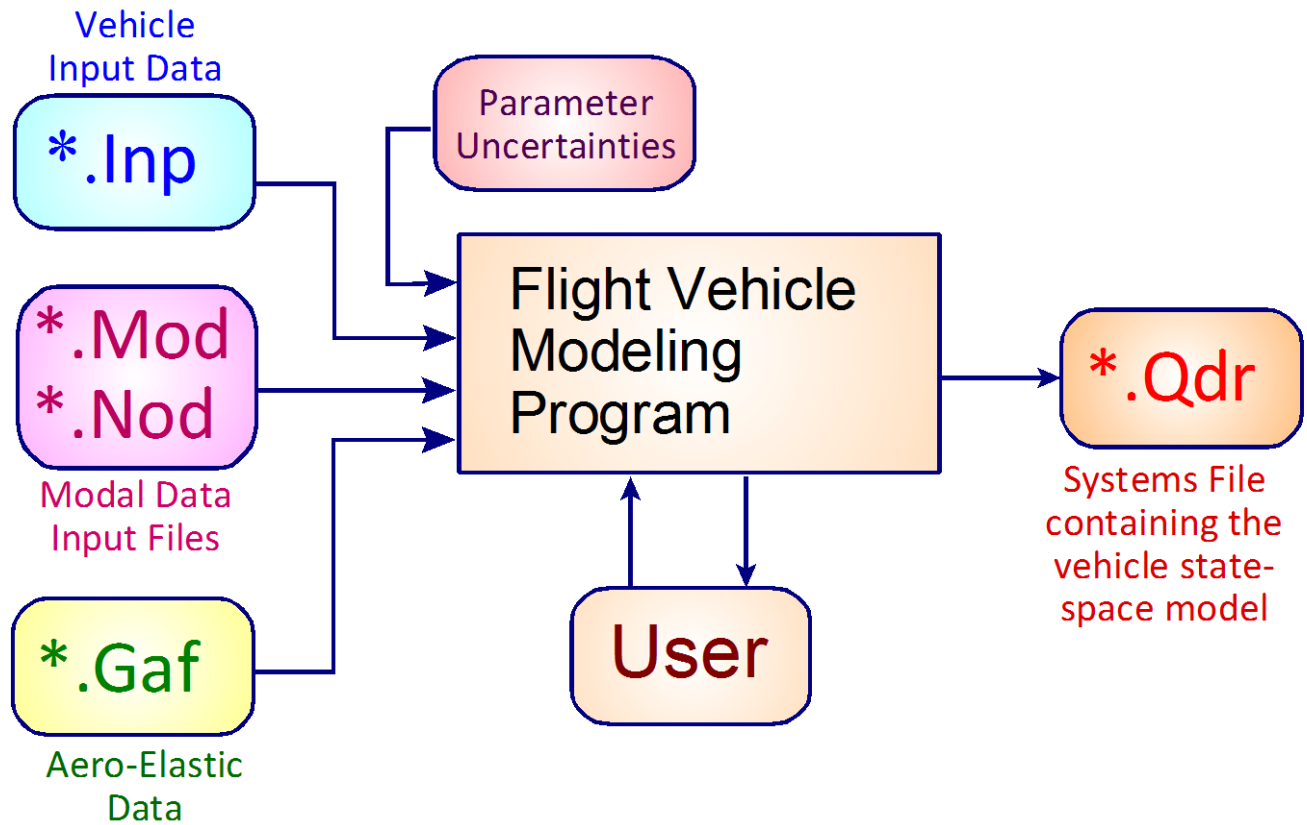 Vehicle
Input Data
*.Inp
Parameter
Uncertainties
*.Mod
*.Nod
Modal Data
Input Files
*.Gaf
Aero-Elastic
Data
Flight Vehicle
Modeling
Program
User
*.Qdr
Systems File
containing the
vehicle state-
space model